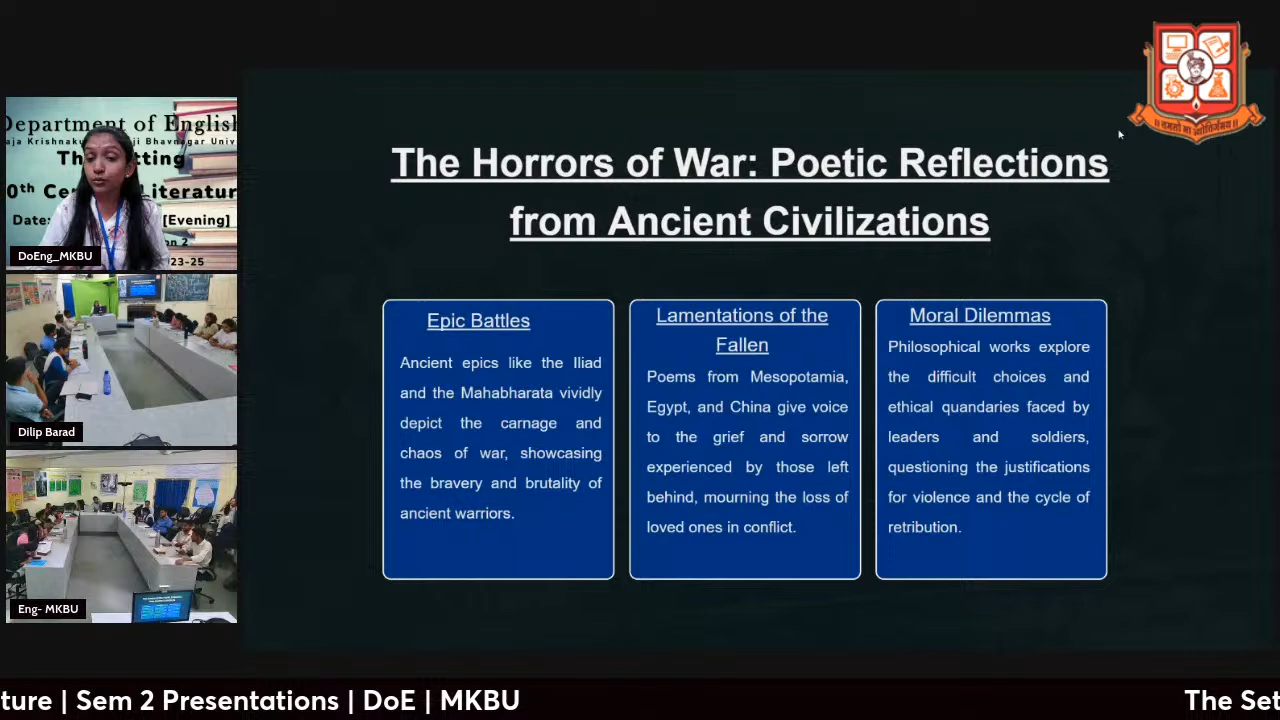 Department of English
Bhavnagar
DoEng_MKBU
Dilip Barad
Eng- MKBU
The Horrors of War: Poetic Reflections
from Ancient Civilizations
Epic Battles
Ancient epics like the Iliad
and the Mahabharata vividly
depict the carnage and
chaos of war, showcasing
the bravery and brutality of
ancient warriors.
Lamentations of the
Fallen
Poems from Mesopotamia,
Egypt, and China give voice
to the grief and sorrow
experienced by those left
behind, mourning the loss of
loved ones in conflict.
Moral Dilemmas
Philosophical works explore
the difficult choices and
ethical quandaries faced by
leaders and soldiers,
questioning the justifications
for violence and the cycle of
retribution.
ture | Sem 2 Presentations | DoE | MKBU
The Set